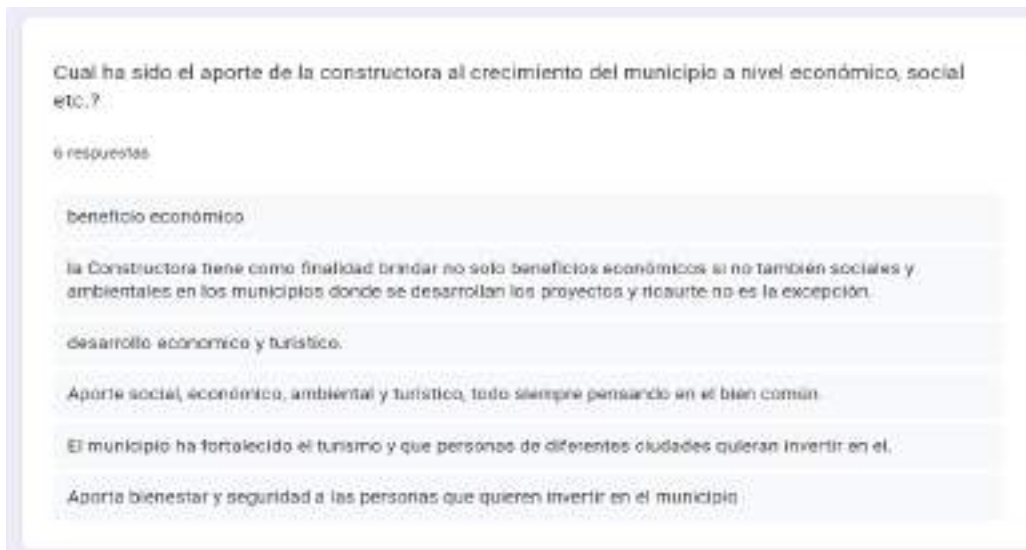 Cual ha sido el aporte de la constructora al crecimiento del municipio a nivel económico, social
etc.?
6 respuestas
beneficio económico
la Constructora tiene como finalidad brindar no solo beneficios económicos si no también sociales y
ambientales en los municipios donde se desarrollan los proyectos y ricaurte no es la excepción.
desarrollo economico y turistico.
Aporte social, económico, ambiental y turístico, todo siempre pensando en el bien común.
El municipio ha fortalecido el turismo y que personas de diferentes ciudades quieran invertir en el.
Aporta bienestar y seguridad a las personas que quieren invertir en el municipio